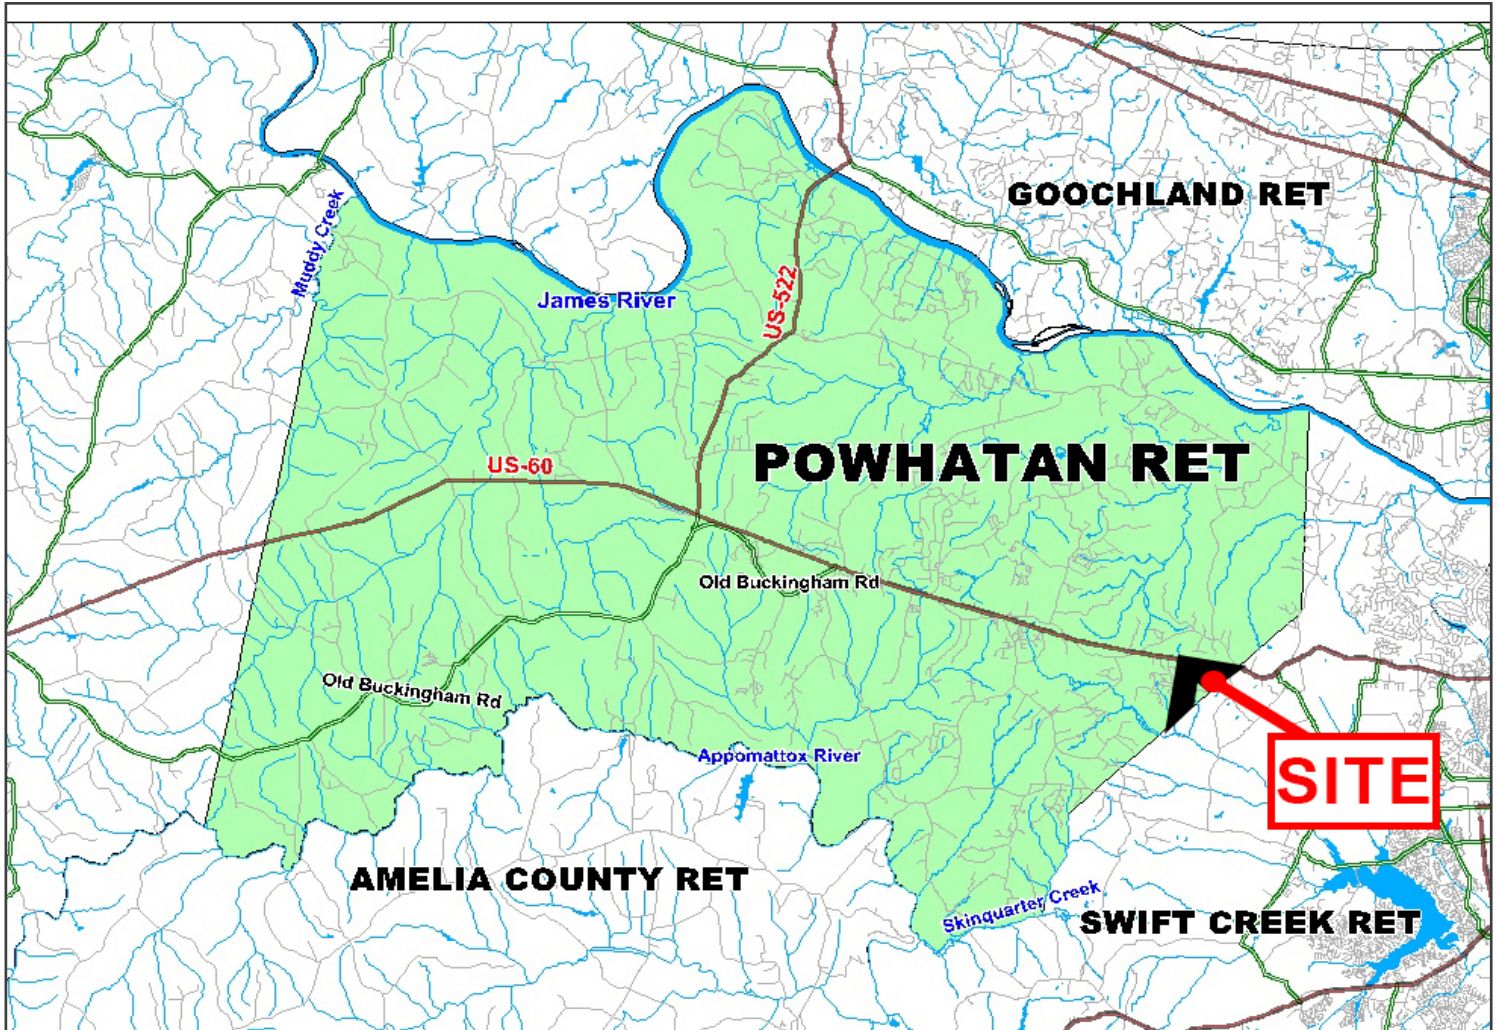 GOOCHLAND RET
Muddy Creek
James River
US-522
POWHATAN RET
US-60
Old Buckingham Rd
Old Buckingham Rd
Appomattox River
SITE
AMELIA COUNTY RET
Skinquarter Creek
SWIFT CREEK RET